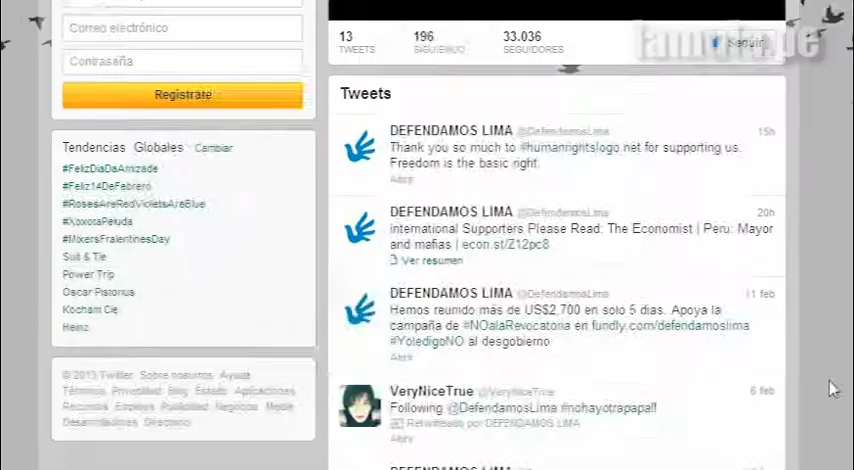 Correo electrónico
Contraseña
Regístrate
Tendencias Globales Cambiar
#FelizDiaDaAmizade
#Feliz14DeFebrero
#RosesAreRedVioletsAreBlue
#XoxotaPeluda
#MixersFralentinesDay
Suit & Tie
Power Trip
Oscar Pistorius
Kocham Cię
Heinz
© 2013 Twitter Sobre nosotros Ayuda
Términos Privacidad Blog Estado Aplicaciones
Recursos Empleos Publicidad Negocios Medios
Desarrolladores Directorio
13 196 33.036
TWEETS SIGUIENDO SEGUIDORES
Seguir
Tweets
DEFENDAMOS LIMA @DefendamosLima 15h
Thank you so much to #humanrightslogo.net for supporting us.
Freedom is the basic right.
Abrir
DEFENDAMOS LIMA @DefendamosLima 20h
international Supporters Please Read: The Economist | Peru: Mayor
and mafias | econ.st/Z12pc8
Ver resumen
DEFENDAMOS LIMA @DefendamosLima 11 feb
Hemos reunido más de US$2,700 en solo 5 dias. Apoya la
campaña de #NOalaRevocatoria en fundly.com/defendamoslima
#YoledigoNO al desgobierno
Abrir
VeryNiceTrue @VeryNiceTrue 6 feb
Following @DefendamosLima #nohayotrapapa!!
Retwitteado por DEFENDAMOS LIMA
Abrir
DEFENDAMOS LIMA @DefendamosLima